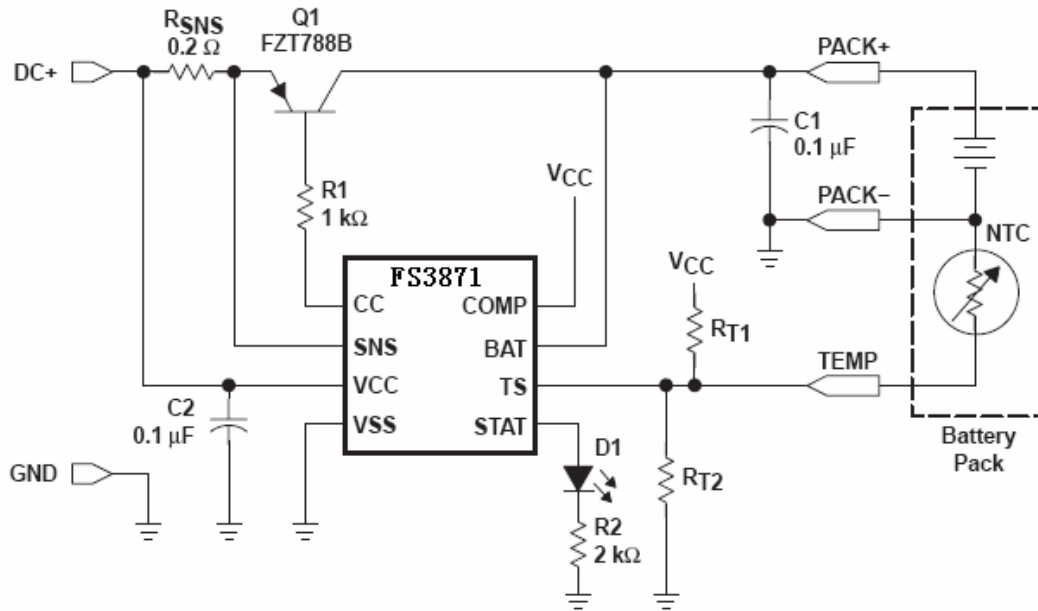 RSNS
0.2 Ω
Q1
FZT788B
DC+
PACK+
C1
0.1 μF
R1
1 kΩ
VCC
PACK−
NTC
FS3871
VCC
CC
COMP
RT1
SNS
BAT
TEMP
VCC
TS
C2
0.1 μF
VSS
STAT
D1
Battery
Pack
GND
RT2
R2
2 kΩ